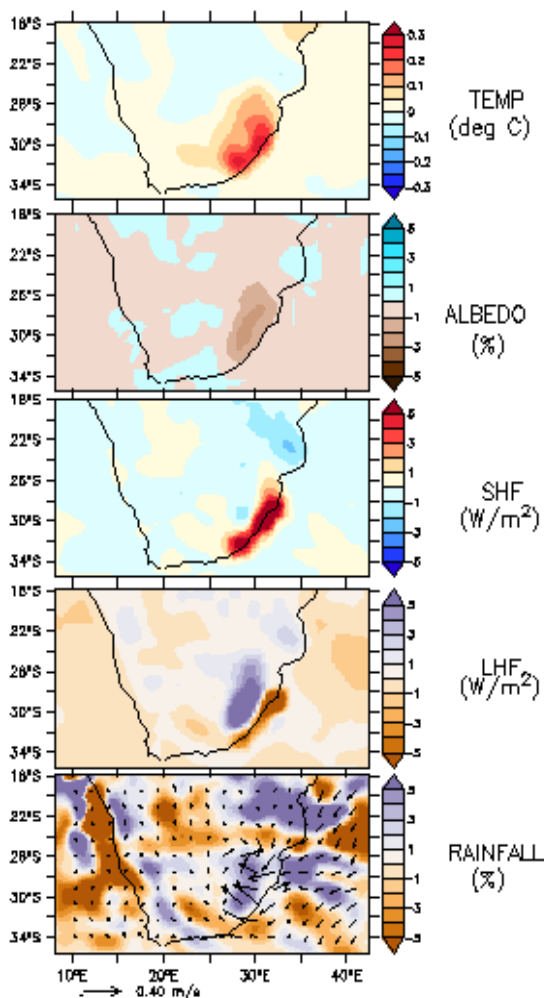 18°S
22°S
26°S
30°S
34°S
0.3
0.2
0.1
0
-0.1
-0.2
-0.3
TEMP
(deg C)
18°S
22°S
26°S
30°S
34°S
5
3
1
-1
-3
-5
ALBEDO
(%)
18°S
22°S
26°S
30°S
34°S
5
3
1
-1
-3
-5
SHF
(W/m²)
18°S
22°S
26°S
30°S
34°S
5
3
1
-1
-3
-5
LHF
(W/m²)
18°S
22°S
26°S
30°S
34°S
5
3
1
-1
-3
-5
RAINFALL
(%)
10°E 20°E 30°E 40°E
0.40 m/s